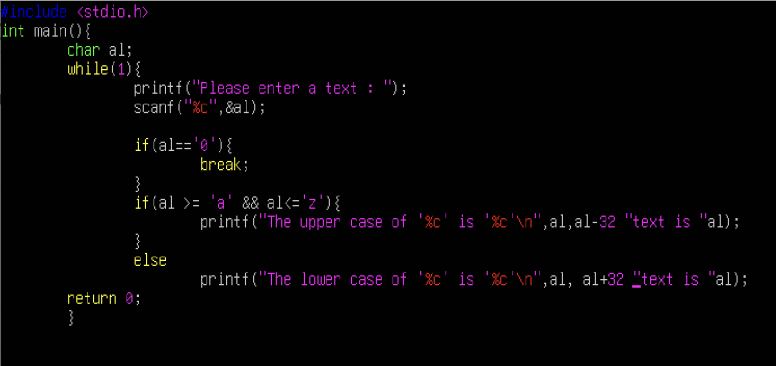 #include <stdio.h>
int main(){
        char al;
        while(1){
                printf("Please enter a text : ");
                scanf("%c",&al);

                if(al=='0'){
                        break;
                }
                if(al >= 'a' && al<='z'){
                        printf("The upper case of '%c' is '%c'\n",al,al-32 "text is "al);
                }
                else
                        printf("The lower case of '%c' is '%c'\n",al, al+32 "text is "al);
        return 0;
        }